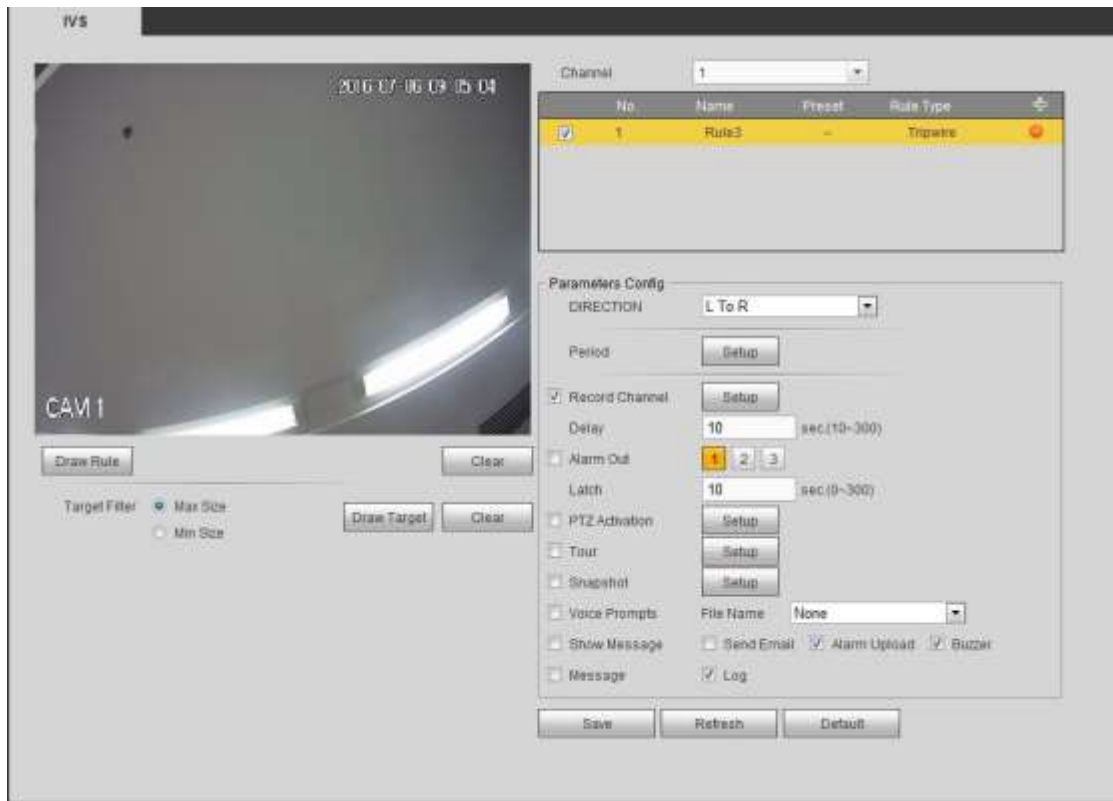 IVS
2016-07-06 09:05:04
CAM 1
Draw Rule
Clear
Target Filter Max Size
Min Size
Draw Target Clear
Channel 1
No. Name Preset Rule Type
1 Rule3 -- Tripwire
Parameters Config
DIRECTION L To R
Period Setup
Record Channel Setup
Delay 10 sec.(10~300)
Alarm Out 1 2 3
Latch 10 sec.(0~300)
PTZ Activation Setup
Tour Setup
Snapshot Setup
Voice Prompts File Name None
Show Message Send Email Alarm Upload Buzzer
Message Log
Save Refresh Default